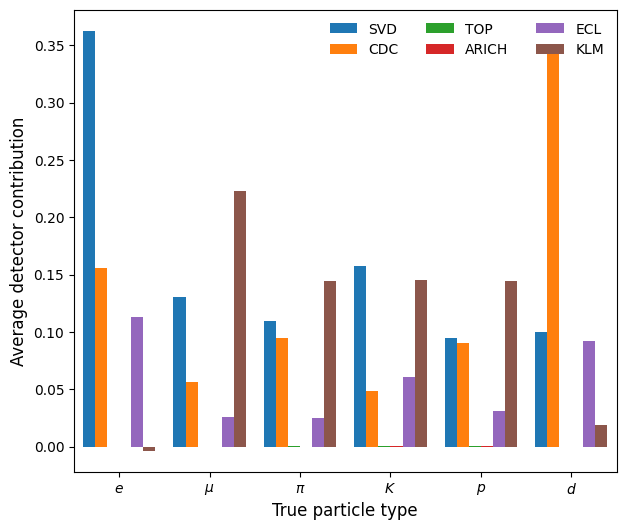 SVD TOP ECL
CDC ARICH KLM
0.35
0.30
0.25
0.20
0.15
0.10
0.05
0.00
Average detector contribution
e μ π K p d
True particle type